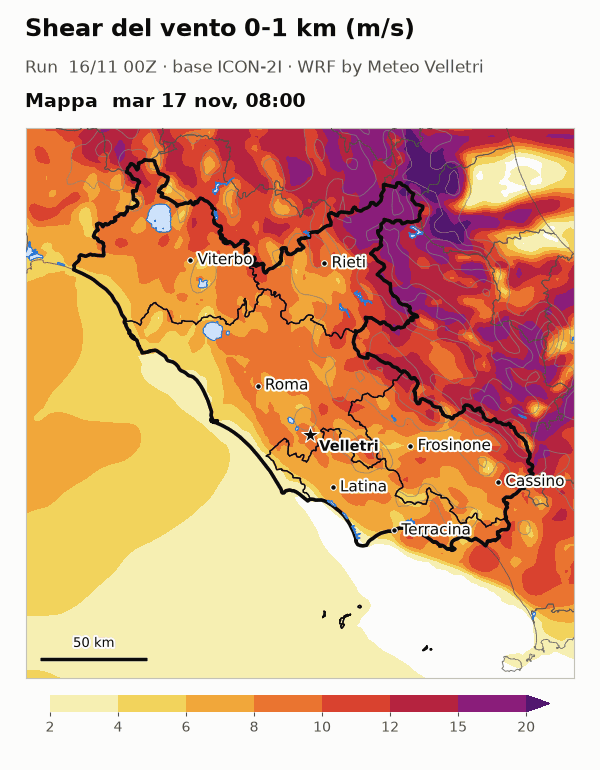 Shear del vento 0-1 km (m/s)
Run  16/11 00Z · base ICON-2I · WRF by Meteo Velletri
Mappa  mar 17 nov, 08:00
Viterbo
Rieti
Roma
Velletri
Frosinone
Cassino
Latina
Terracina
50 km
2 4 6 8 10 12 15 20